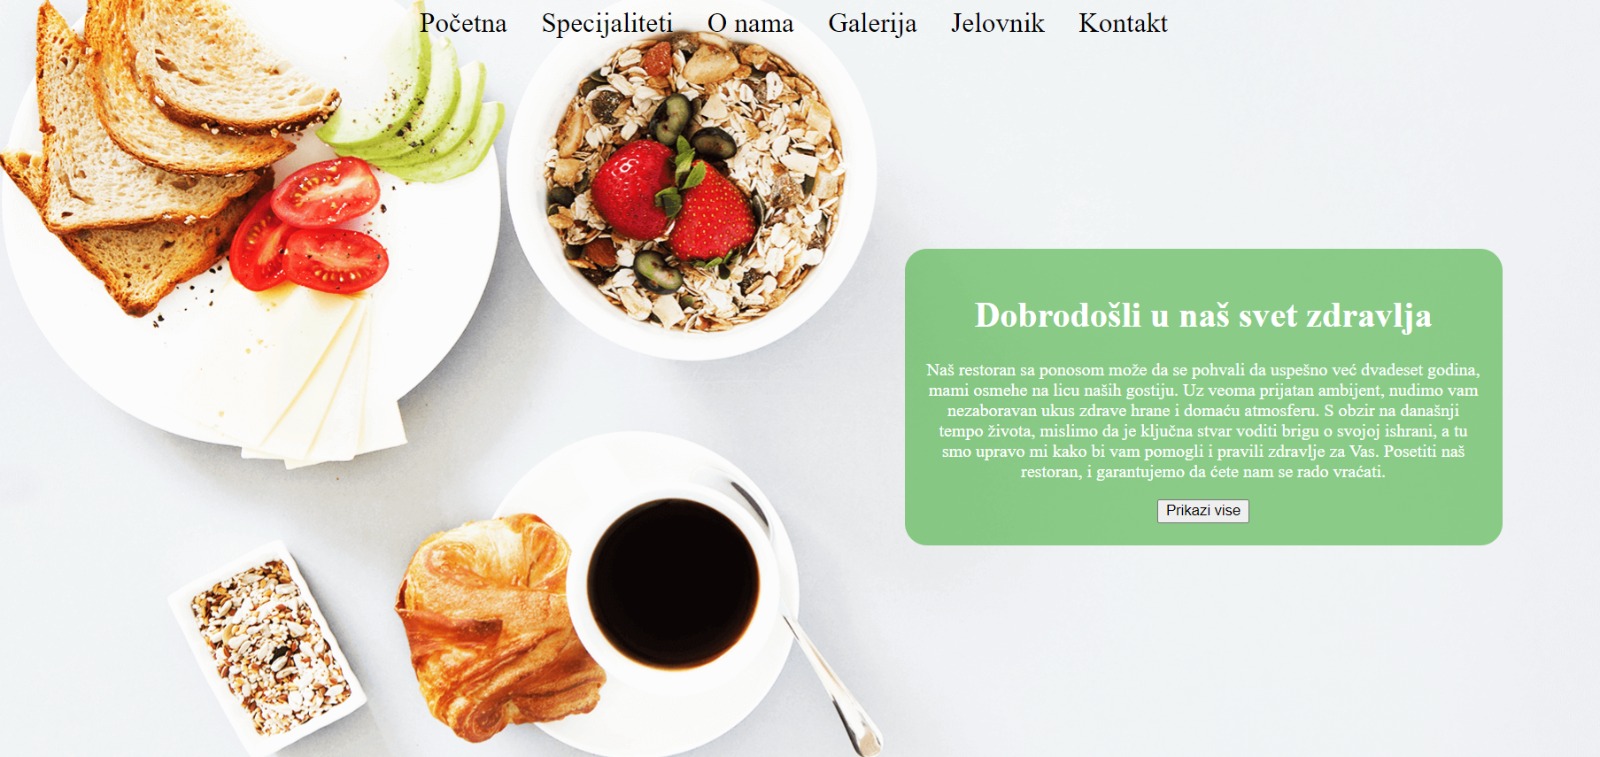 Početna Specijaliteti O nama Galerija Jelovnik Kontakt
Dobrodošli u naš svet zdravlja
Naš restoran sa ponosom može da se pohvali da uspešno već dvadeset godina,
mami osmehe na licu naših gostiju. Uz veoma prijatan ambijent, nudimo vam
nezaboravan ukus zdrave hrane i domaću atmosferu. S obzir na današnji
tempo života, mislimo da je ključna stvar voditi brigu o svojoj ishrani, a tu
smo upravo mi kako bi vam pomogli i pravili zdravlje za Vas. Posetiti naš
restoran, i garantujemo da ćete nam se rado vraćati.
Prikazi vise